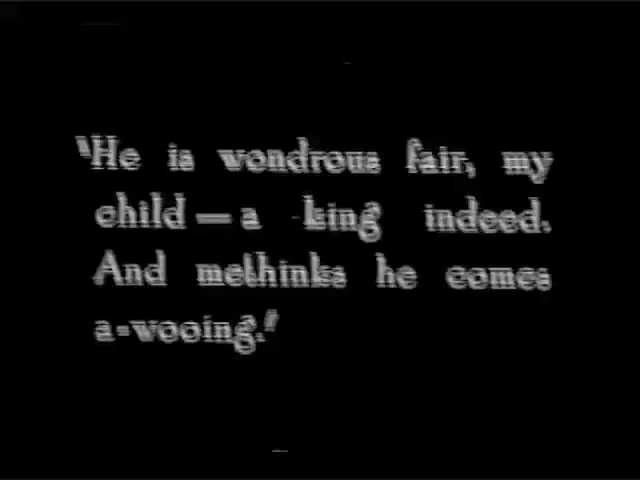 "He is wondrous fair, my
child—a king indeed.
And methinks he comes
a-wooing."